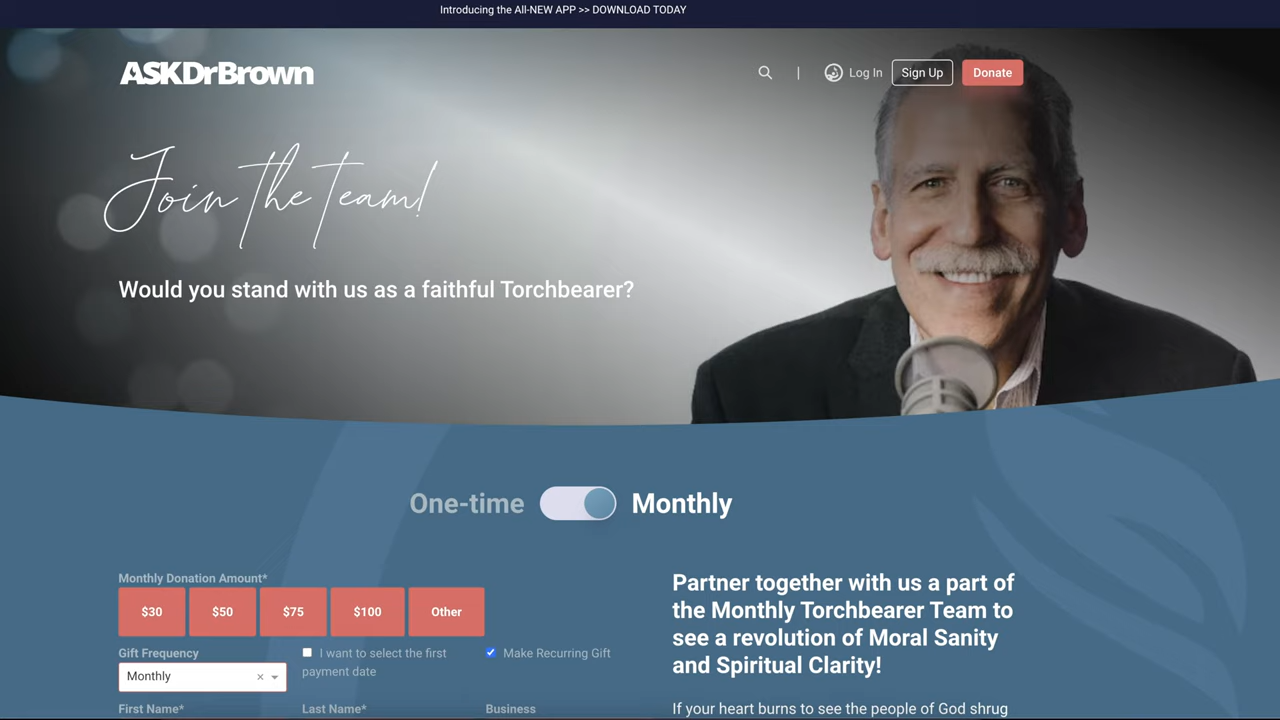 Introducing the All-NEW APP >> DOWNLOAD TODAY
ASKDrBrown
|
Log In
Sign Up
Donate
Join the team!
Would you stand with us as a faithful Torchbearer?
One-time
Monthly
Monthly Donation Amount*
$30
$50
$75
$100
Other
Gift Frequency
Monthly
I want to select the first
payment date
Make Recurring Gift
First Name*
Last Name*
Business
Partner together with us a part of
the Monthly Torchbearer Team to
see a revolution of Moral Sanity
and Spiritual Clarity!
If your heart burns to see the people of God shrug